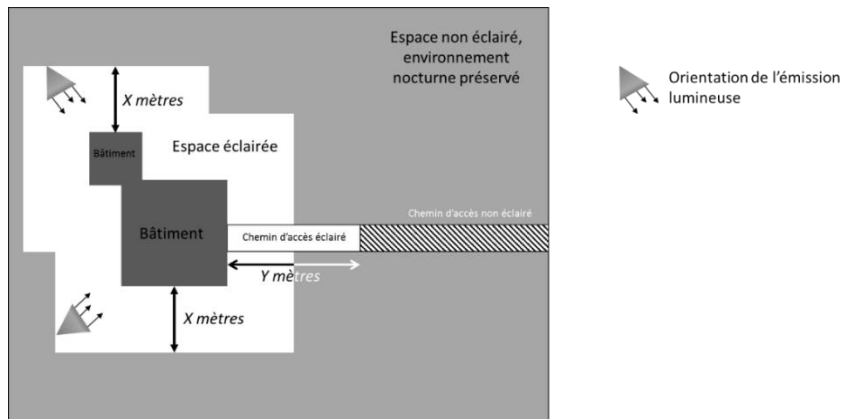 Espace non éclairé,
environnement
nocturne préservé
Orientation de l'émission
lumineuse
X mètres
Espace éclairée
Bâtiment
Bâtiment
Chemin d'accès non éclairé
Chemin d'accès éclairé
Y mètres
X mètres